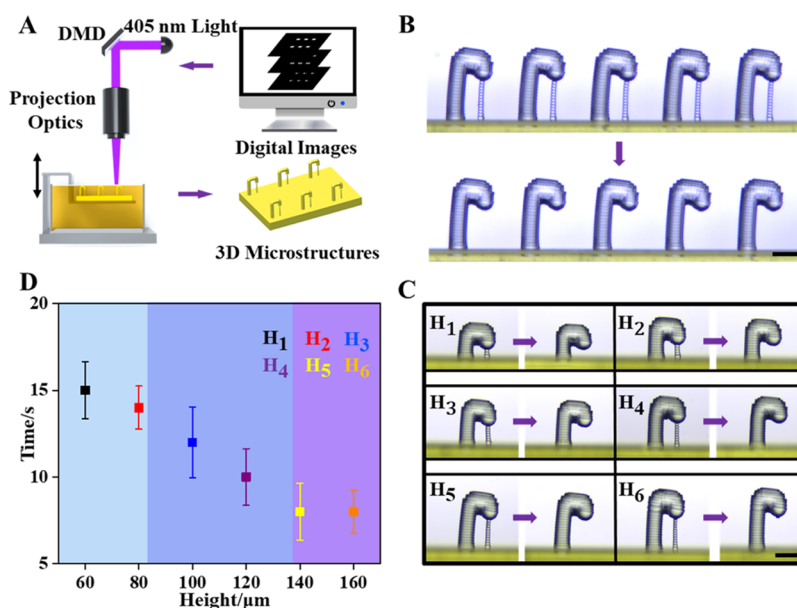 A
DMD
405 nm Light
Projection
Optics
Digital Images
3D Microstructures
B
C
H1
H2
H3
H4
H5
H6
D
20
15
10
5
Time/s
H1 H2 H3
H4 H5 H6
60 80 100 120 140 160
Height/μm